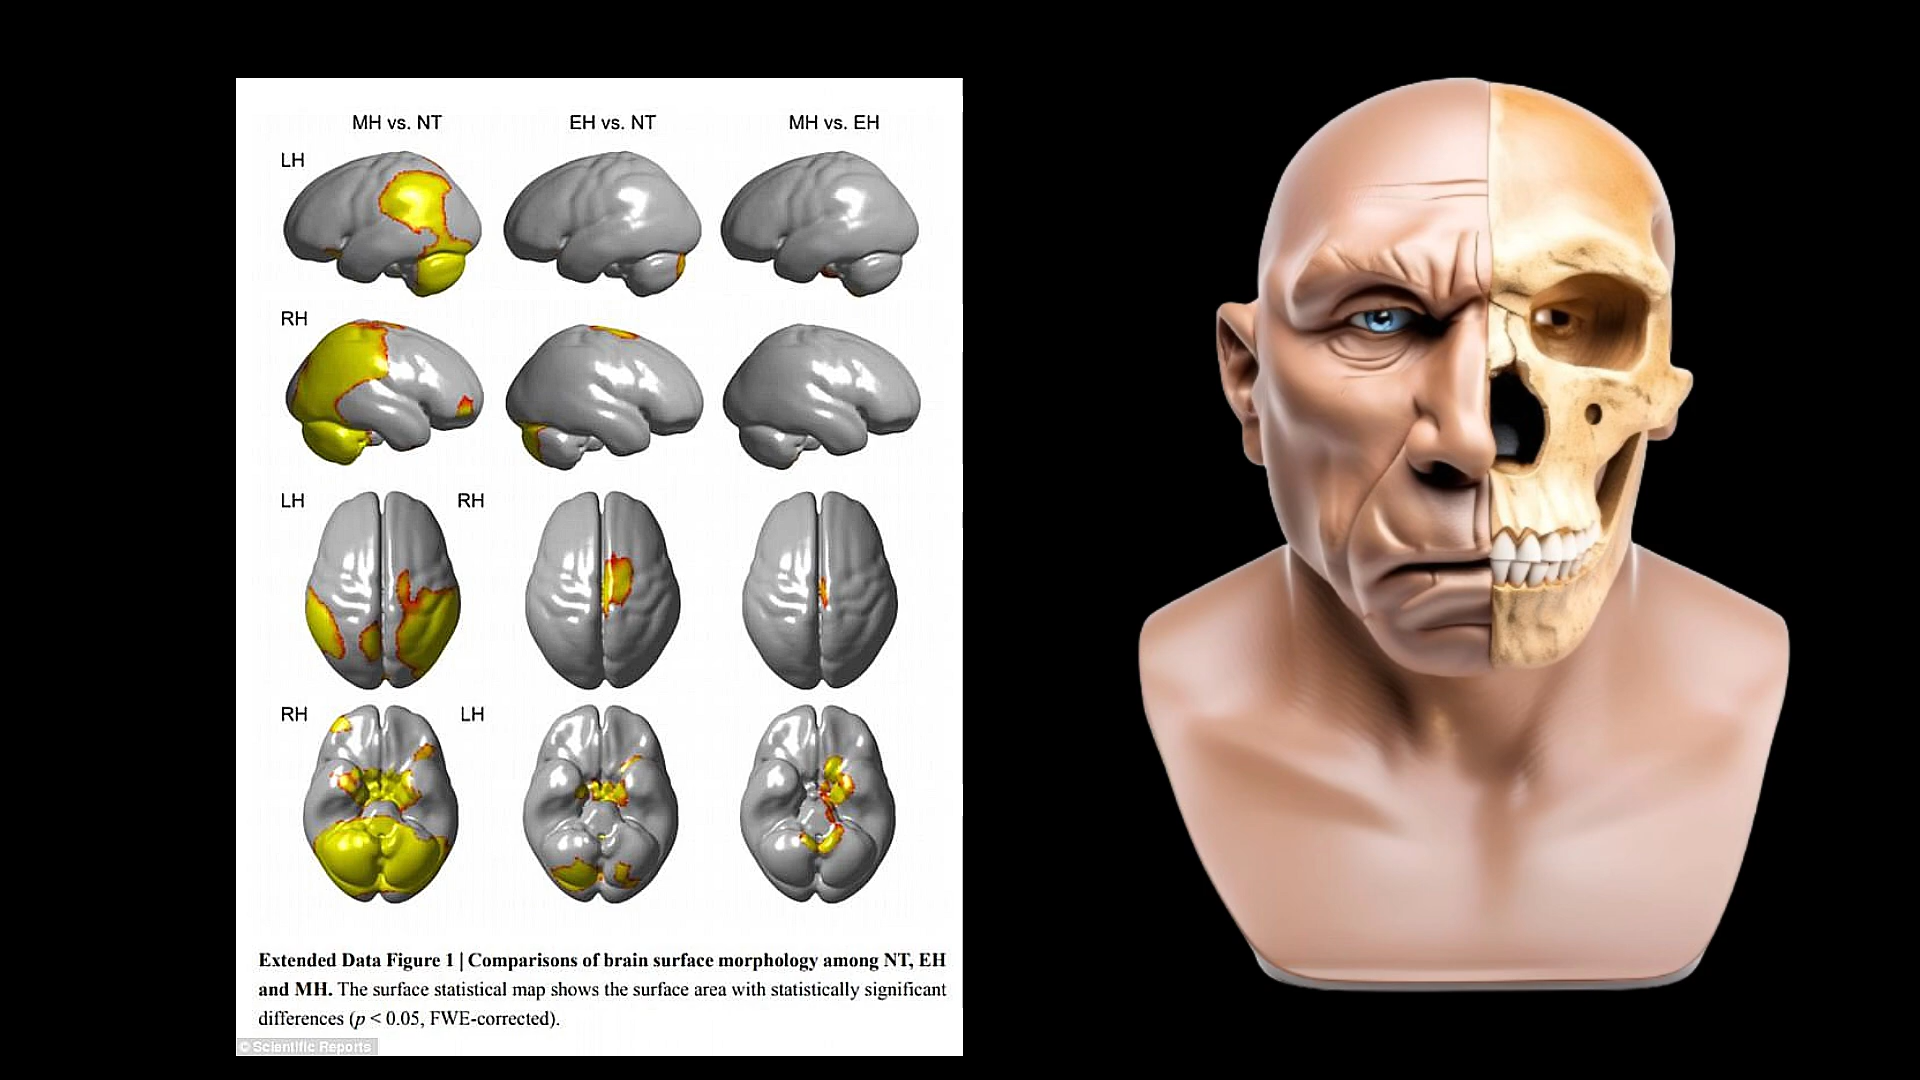 MH vs. NT EH vs. NT MH vs. EH
LH
RH
LH RH
RH LH
Extended Data Figure 1 | Comparisons of brain surface morphology among NT, EH
and MH. The surface statistical map shows the surface area with statistically significant
differences (p < 0.05, FWE-corrected).
© Scientific Reports